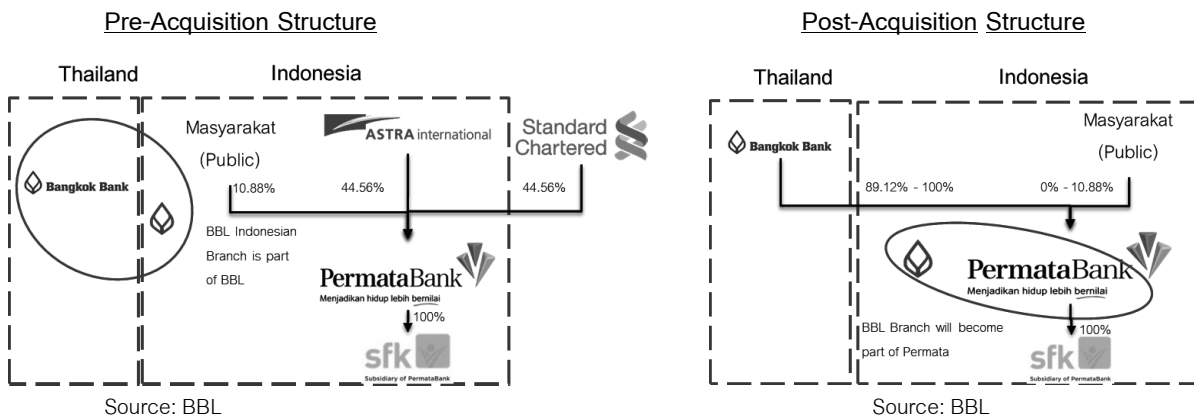 Pre-Acquisition Structure
Thailand
Indonesia
Bangkok Bank
Masyarakat
(Public)
ASTRA international
Standard
Chartered
10.88%
44.56%
44.56%
BBL Indonesian
Branch is part
of BBL
PermataBank
Menjadikan hidup lebih bernilai
100%
sfk
Subsidiary of PermataBank
Source: BBL
Post-Acquisition Structure
Thailand
Indonesia
Bangkok Bank
Masyarakat
(Public)
89.12% - 100%
0% - 10.88%
PermataBank
Menjadikan hidup lebih bernilai
BBL Branch will become
part of Permata
100%
sfk
Subsidiary of PermataBank
Source: BBL